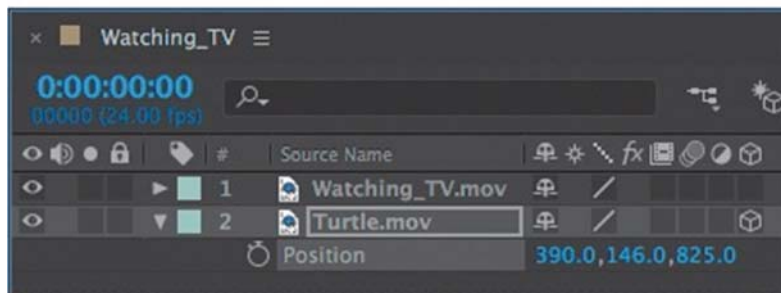 × Watching_TV ≡
0:00:00:00
00000 (24.00 fps)
# Source Name fx
1 Watching_TV.mov
2 Turtle.mov
Position 390.0,146.0,825.0